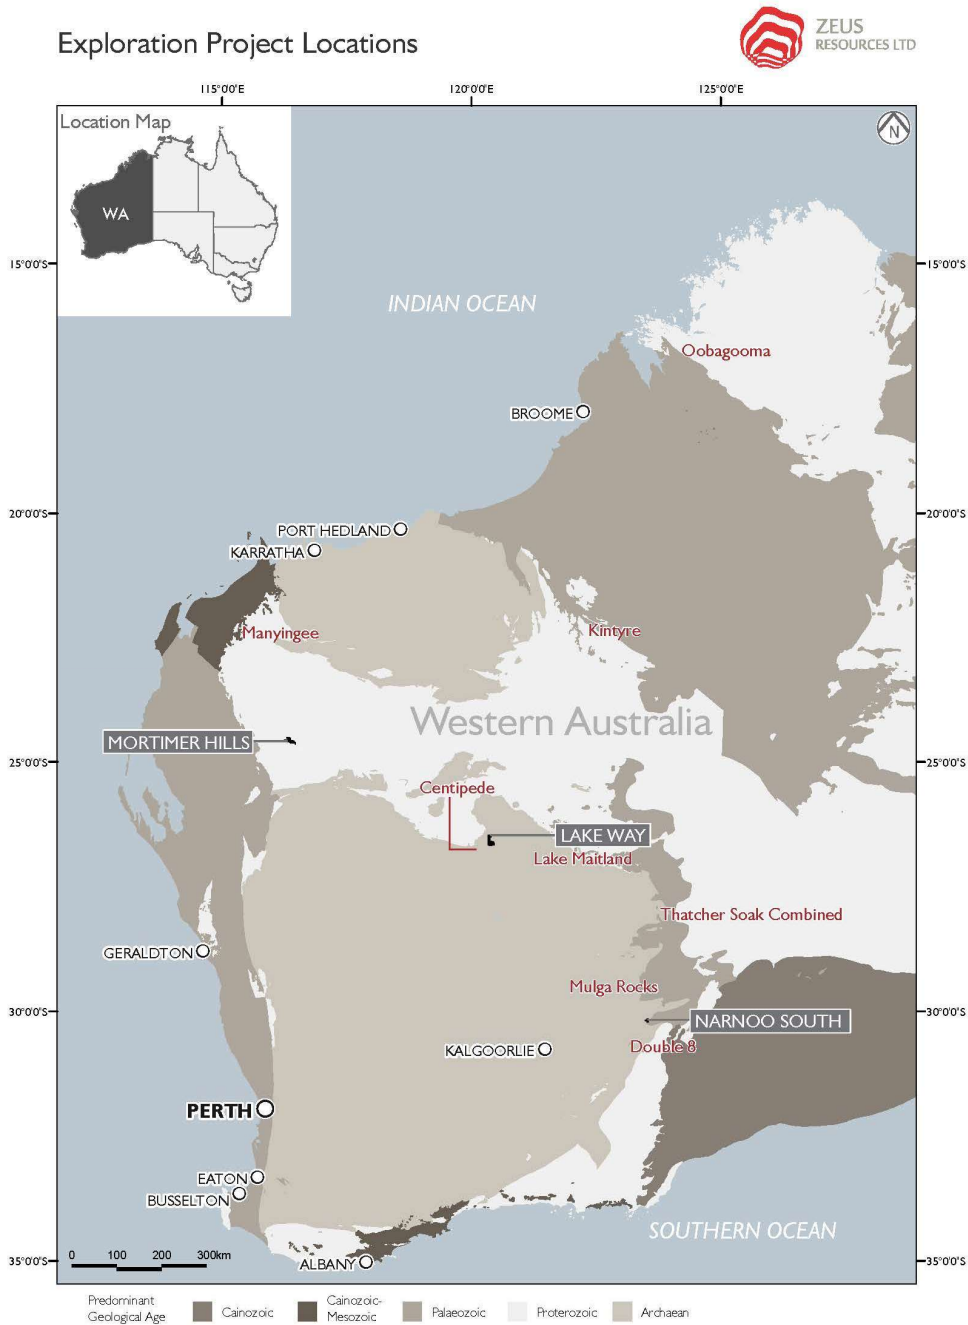 Exploration Project Locations
ZEUS
RESOURCES LTD
115°0'0"E
120°0'0"E
125°0'0"E
Location Map
N
WA
15°0'0"S
15°0'0"S
INDIAN OCEAN
Oobagooma
BROOME
20°0'0"S
20°0'0"S
PORT HEDLAND
KARRATHA
Manyingee
Kintyre
Western Australia
MORTIMER HILLS
25°0'0"S
25°0'0"S
Centipede
LAKE WAY
Lake Maitland
Thatcher Soak Combined
GERALDTON
Mulga Rocks
30°0'0"S
30°0'0"S
NARNOO SOUTH
KALGOORLIE
Double 8
PERTH
EATON
BUSSELTON
SOUTHERN OCEAN
0 100 200 300km
35°0'0"S
35°0'0"S
ALBANY
Predominant
Geological Age
Cainozoic
Cainozoic-
Mesozoic
Palaeozoic
Proterozoic
Archaean